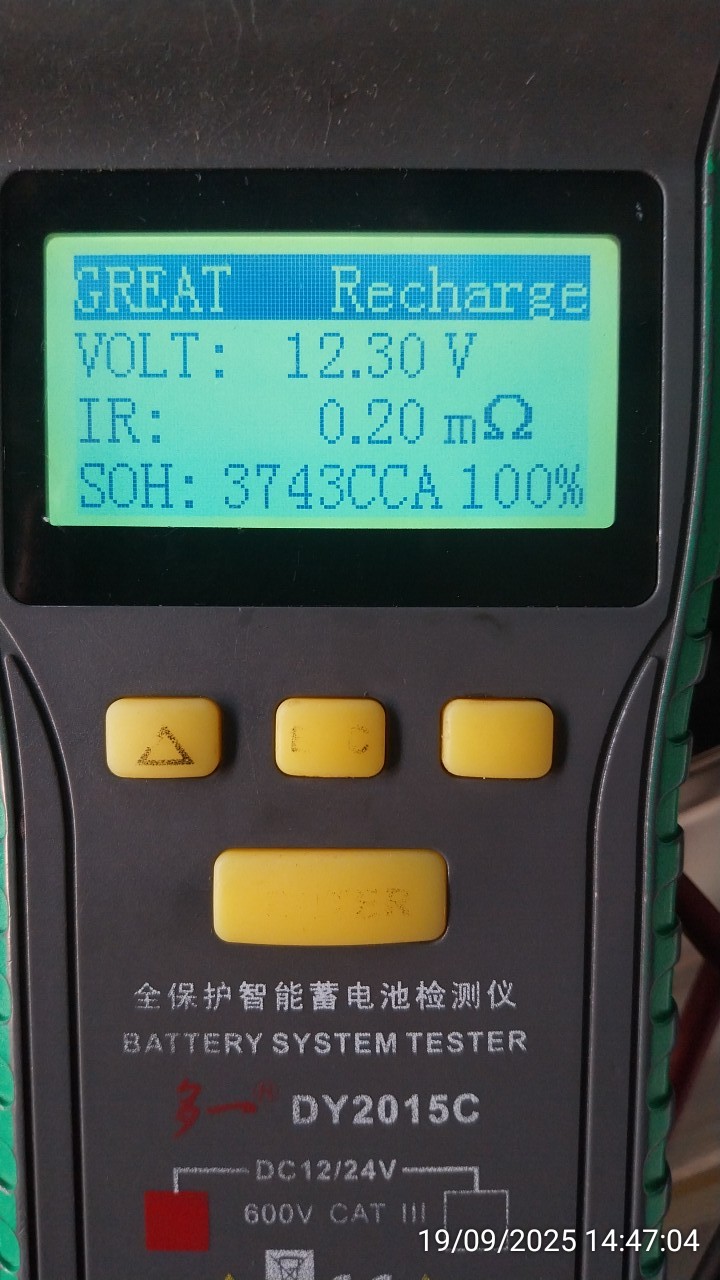 GREAT Recharge
VOLT: 12.30 V
IR: 0.20 mΩ
SOH: 3743CCA 100%
全保护智能蓄电池检测仪
BATTERY SYSTEM TESTER
多一® DY2015C
DC12/24V
600V CAT III
19/09/2025 14:47:04